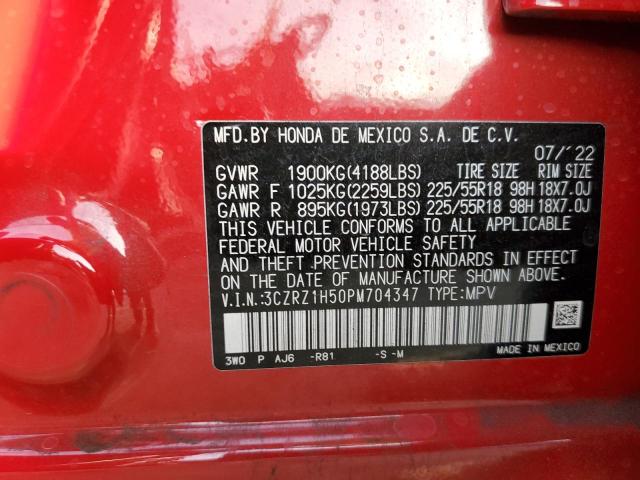 MFD.BY HONDA DE MEXICO S.A. DE C.V.
07/'22
GVWR 1900KG(4188LBS) TIRE SIZE RIM SIZE
GAWR F 1025KG(2259LBS) 225/55R18 98H 18X7.0J
GAWR R 895KG(1973LBS) 225/55R18 98H 18X7.0J
THIS VEHICLE CONFORMS TO ALL APPLICABLE
FEDERAL MOTOR VEHICLE SAFETY
AND THEFT PREVENTION STANDARDS IN EFFECT
ON THE DATE OF MANUFACTURE SHOWN ABOVE.
V.I.N.:3CZRZ1H50PM704347 TYPE:MPV
3W0 P AJ6 -R81 -S -M MADE IN MEXICO